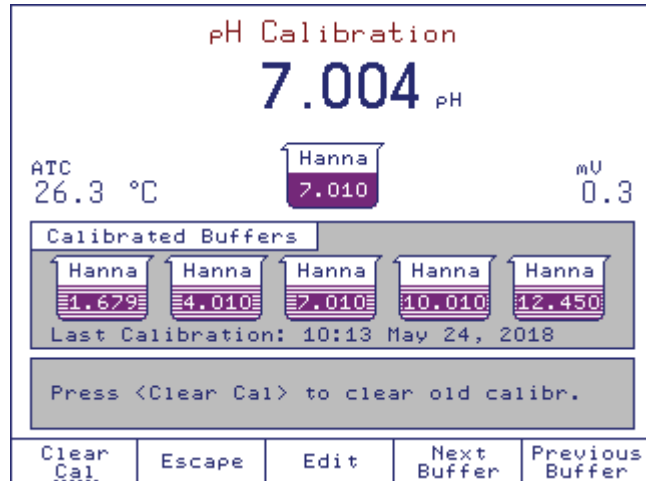 pH Calibration
7.004 pH
Hanna
ATC
mV
7.010
26.3 °C
0.3
Calibrated Buffers
Hanna Hanna Hanna Hanna Hanna
1.679 4.010 7.010 10.010 12.450
Last Calibration: 10:13 May 24, 2018
Press <Clear Cal> to clear old calibr.
Clear Cal
Escape
Edit
Next Buffer
Previous Buffer